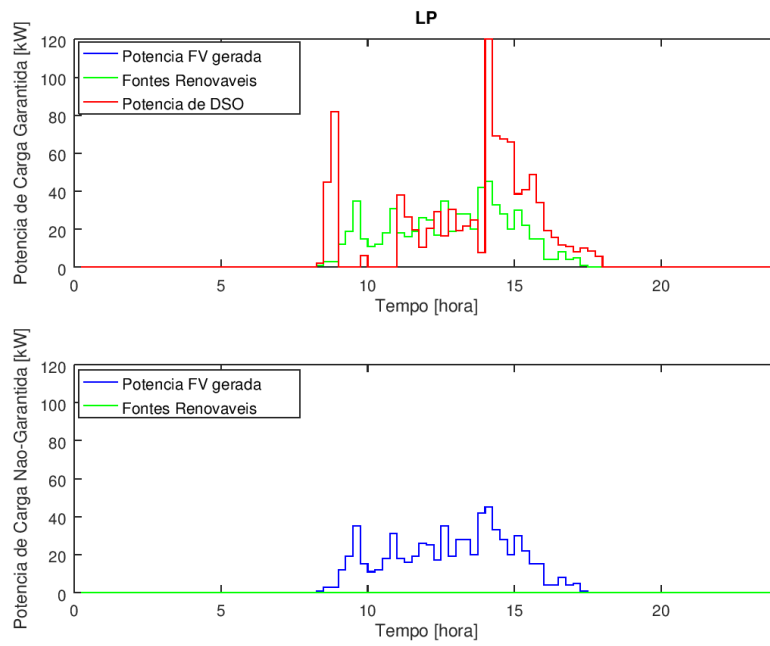 LP
Potencia de Carga Garantida [kW]
120
100
80
60
40
20
0
Potencia FV gerada
Fontes Renovaveis
Potencia de DSO
0 5 10 15 20
Tempo [hora]
Potencia de Carga Nao-Garantida [kW]
120
100
80
60
40
20
0
Potencia FV gerada
Fontes Renovaveis
0 5 10 15 20
Tempo [hora]